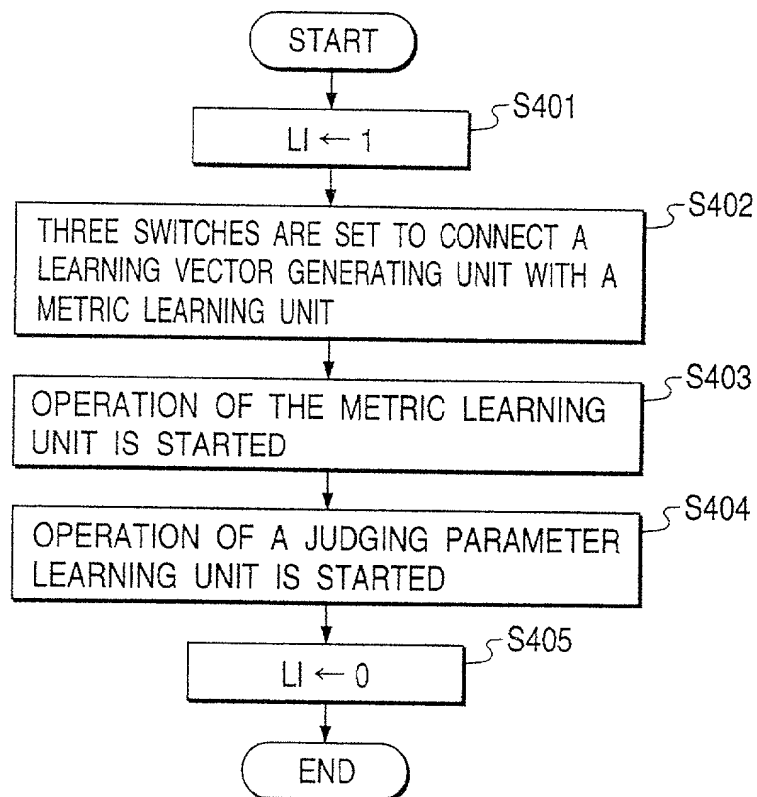 START
S401
LI ← 1
S402
THREE SWITCHES ARE SET TO CONNECT A
LEARNING VECTOR GENERATING UNIT WITH A
METRIC LEARNING UNIT
S403
OPERATION OF THE METRIC LEARNING
UNIT IS STARTED
S404
OPERATION OF A JUDGING PARAMETER
LEARNING UNIT IS STARTED
S405
LI ← 0
END